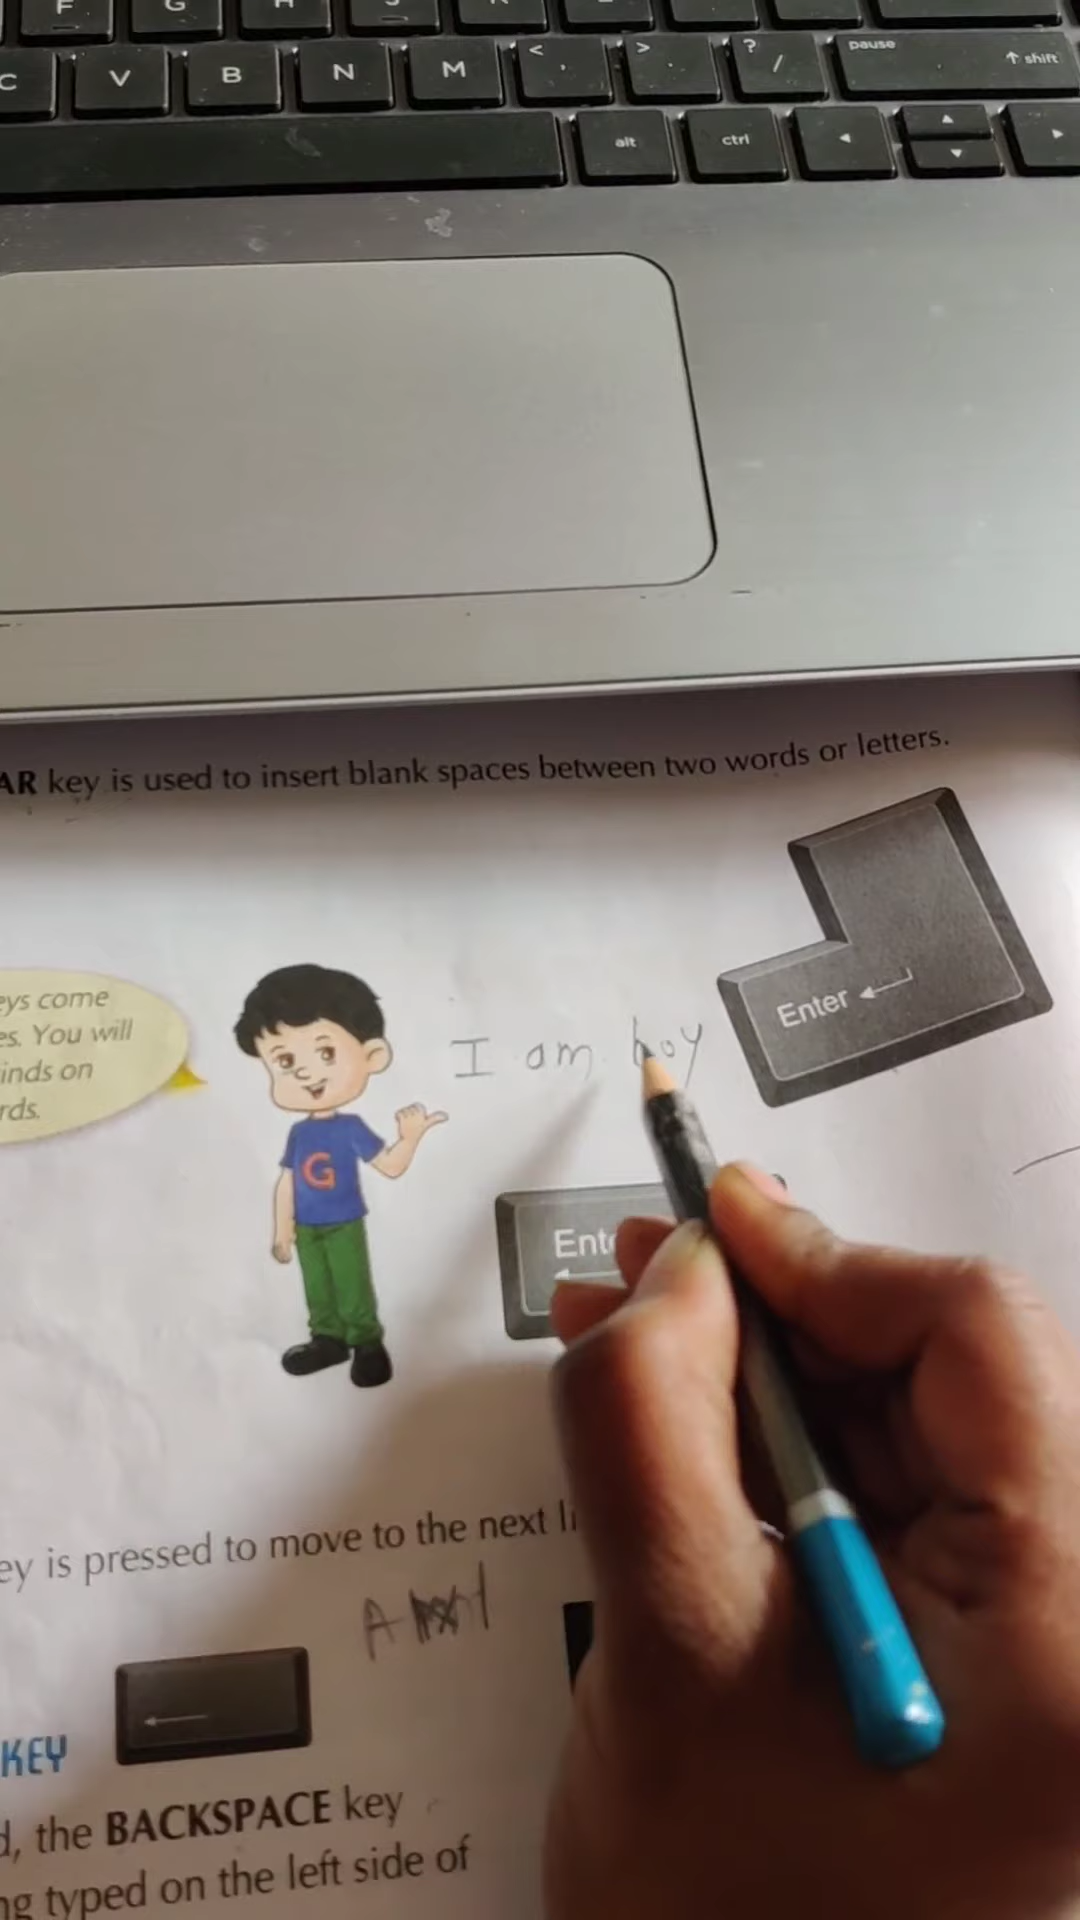 F G H J
C V B N M < , > . ? / pause ↑ shift
alt ctrl ◂ ▴ ▾ ▸
AR key is used to insert blank spaces between two words or letters.
eys come
es. You will
inds on
rds.
I am boy
Enter
G
Ente
ey is pressed to move to the next li
A
KEY
d, the BACKSPACE key
ng typed on the left side of